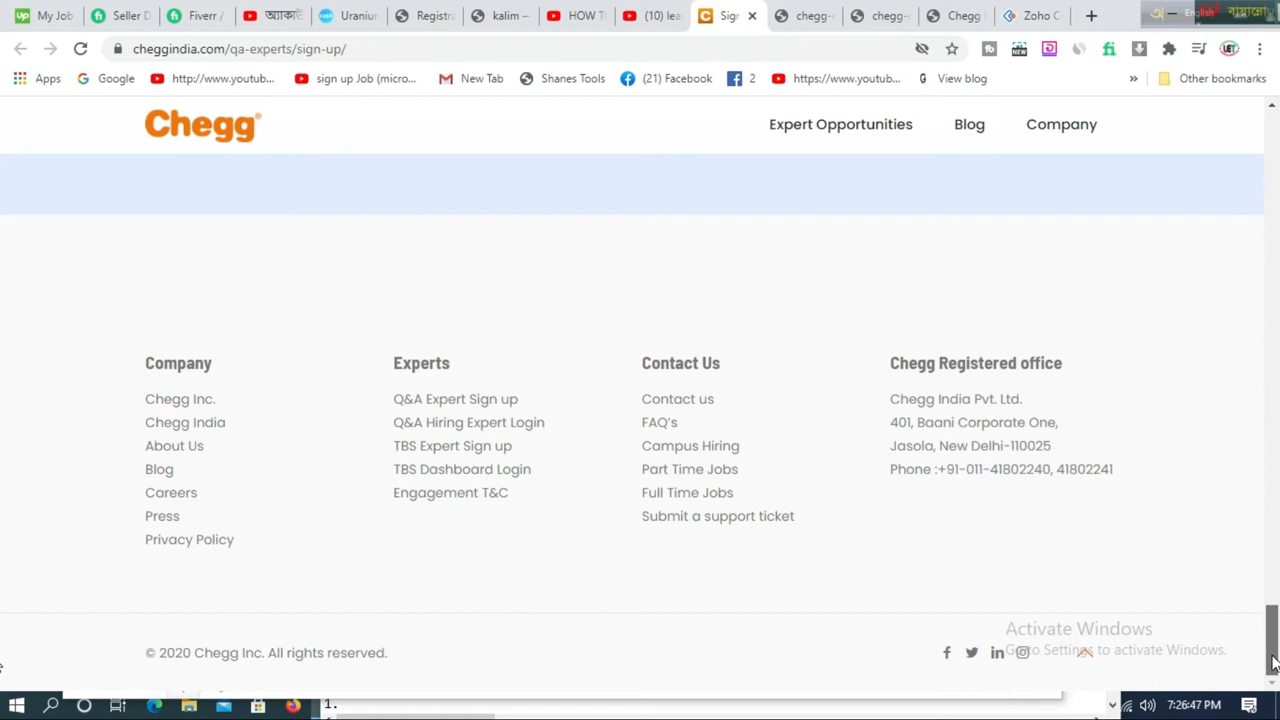 My Job
Seller D
Fiverr /
অ্যাকাউ
Uraniu
Registr
kalim –
HOW T
(10) lea
Sig
chegg
chegg-
Chegg
Zoho C
English
cheggindia.com/qa-experts/sign-up/
Apps
Google
http://www.youtub...
sign up Job (micro...
New Tab
Shanes Tools
(21) Facebook
2
https://www.youtub...
View blog
»
Other bookmarks
Chegg
Expert Opportunities
Blog
Company
Company
Chegg Inc.
Chegg India
About Us
Blog
Careers
Press
Privacy Policy
Experts
Q&A Expert Sign up
Q&A Hiring Expert Login
TBS Expert Sign up
TBS Dashboard Login
Engagement T&C
Contact Us
Contact us
FAQ's
Campus Hiring
Part Time Jobs
Full Time Jobs
Submit a support ticket
Chegg Registered office
Chegg India Pvt. Ltd.
401, Baani Corporate One,
Jasola, New Delhi-110025
Phone :+91-011-41802240, 41802241
© 2020 Chegg Inc. All rights reserved.
Activate Windows
Go to Settings to activate Windows.
1.
7:26:47 PM